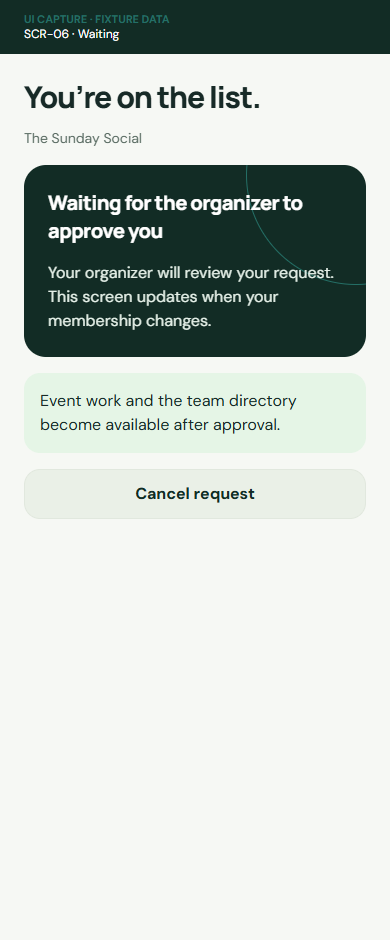 UI CAPTURE · FIXTURE DATA
SCR-06 · Waiting
You’re on the list.
The Sunday Social
Waiting for the organizer to
approve you
Your organizer will review your request.
This screen updates when your
membership changes.
Event work and the team directory
become available after approval.
Cancel request